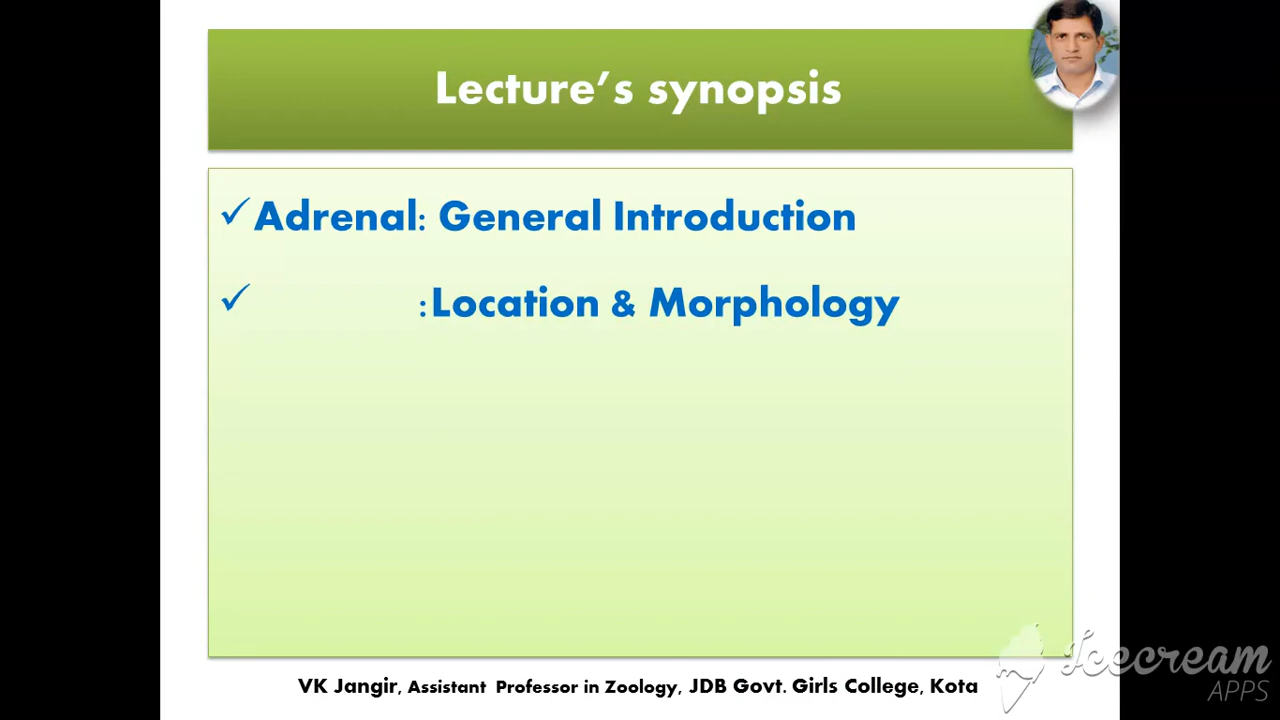 Lecture's synopsis
✓Adrenal: General Introduction
✓ :Location & Morphology
VK Jangir, Assistant Professor in Zoology, JDB Govt. Girls College, Kota
Icecream
APPS